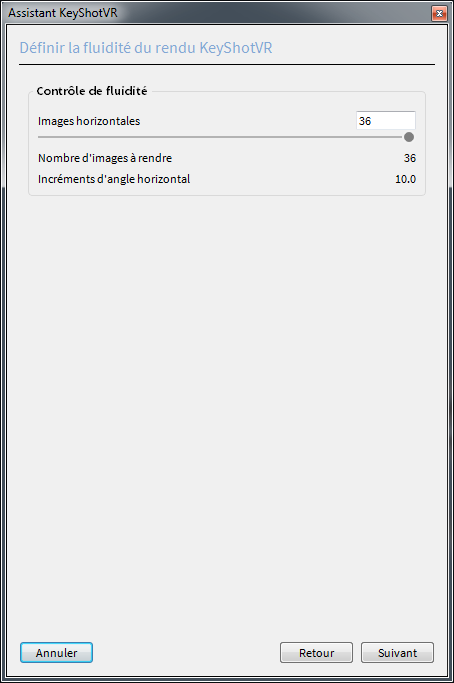 Assistant KeyShotVR
Définir la fluidité du rendu KeyShotVR
Contrôle de fluidité
Images horizontales 36
Nombre d'images à rendre 36
Incréments d'angle horizontal 10.0
Annuler Retour Suivant